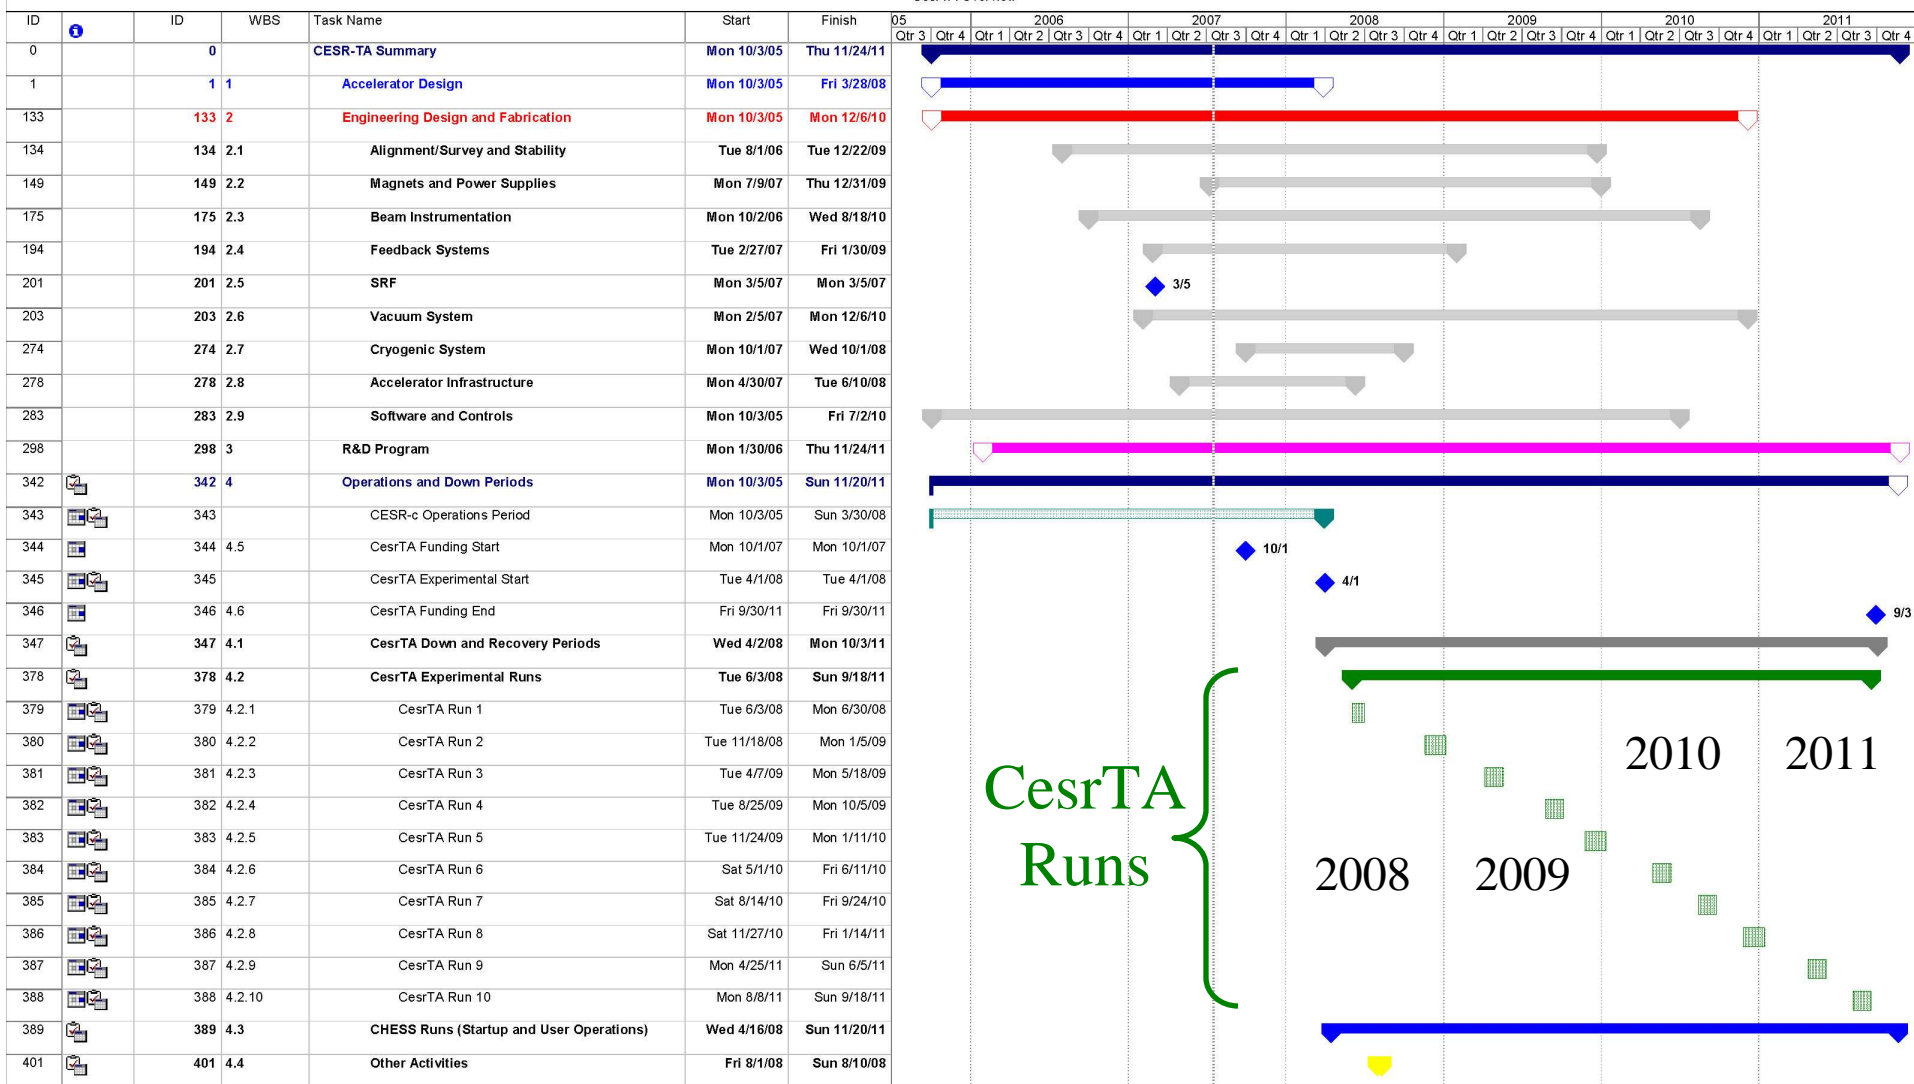 ID ID WBS Task Name Start Finish 05 2006 2007 2008 2009 2010 2011
Qtr 3 Qtr 4 Qtr 1 Qtr 2 Qtr 3 Qtr 4 Qtr 1 Qtr 2 Qtr 3 Qtr 4 Qtr 1 Qtr 2 Qtr 3 Qtr 4 Qtr 1 Qtr 2 Qtr 3 Qtr 4 Qtr 1 Qtr 2 Qtr 3 Qtr 4 Qtr 1 Qtr 2 Qtr 3 Qtr 4
0 0 CESR-TA Summary Mon 10/3/05 Thu 11/24/11
1 1 1 Accelerator Design Mon 10/3/05 Fri 3/28/08
133 133 2 Engineering Design and Fabrication Mon 10/3/05 Mon 12/6/10
134 134 2.1 Alignment/Survey and Stability Tue 8/1/06 Tue 12/22/09
149 149 2.2 Magnets and Power Supplies Mon 7/9/07 Thu 12/31/09
175 175 2.3 Beam Instrumentation Mon 10/2/06 Wed 8/18/10
194 194 2.4 Feedback Systems Tue 2/27/07 Fri 1/30/09
201 201 2.5 SRF Mon 3/5/07 Mon 3/5/07 3/5
203 203 2.6 Vacuum System Mon 2/5/07 Mon 12/6/10
274 274 2.7 Cryogenic System Mon 10/1/07 Wed 10/1/08
278 278 2.8 Accelerator Infrastructure Mon 4/30/07 Tue 6/10/08
283 283 2.9 Software and Controls Mon 10/3/05 Fri 7/2/10
298 298 3 R&D Program Mon 1/30/06 Thu 11/24/11
342 342 4 Operations and Down Periods Mon 10/3/05 Sun 11/20/11
343 343 CESR-c Operations Period Mon 10/3/05 Sun 3/30/08
344 344 4.5 CesrTA Funding Start Mon 10/1/07 Mon 10/1/07 10/1
345 345 CesrTA Experimental Start Tue 4/1/08 Tue 4/1/08 4/1
346 346 4.6 CesrTA Funding End Fri 9/30/11 Fri 9/30/11 9/3
347 347 4.1 CesrTA Down and Recovery Periods Wed 4/2/08 Mon 10/3/11
378 378 4.2 CesrTA Experimental Runs Tue 6/3/08 Sun 9/18/11
379 379 4.2.1 CesrTA Run 1 Tue 6/3/08 Mon 6/30/08
380 380 4.2.2 CesrTA Run 2 Tue 11/18/08 Mon 1/5/09
381 381 4.2.3 CesrTA Run 3 Tue 4/7/09 Mon 5/18/09
382 382 4.2.4 CesrTA Run 4 Tue 8/25/09 Mon 10/5/09
383 383 4.2.5 CesrTA Run 5 Tue 11/24/09 Mon 1/11/10
384 384 4.2.6 CesrTA Run 6 Sat 5/1/10 Fri 6/11/10
385 385 4.2.7 CesrTA Run 7 Sat 8/14/10 Fri 9/24/10
386 386 4.2.8 CesrTA Run 8 Sat 11/27/10 Fri 1/14/11
387 387 4.2.9 CesrTA Run 9 Mon 4/25/11 Sun 6/5/11
388 388 4.2.10 CesrTA Run 10 Mon 8/8/11 Sun 9/18/11
389 389 4.3 CHESS Runs (Startup and User Operations) Wed 4/16/08 Sun 11/20/11
401 401 4.4 Other Activities Fri 8/1/08 Sun 8/10/08
CesrTA
Runs
2008 2009
2010 2011